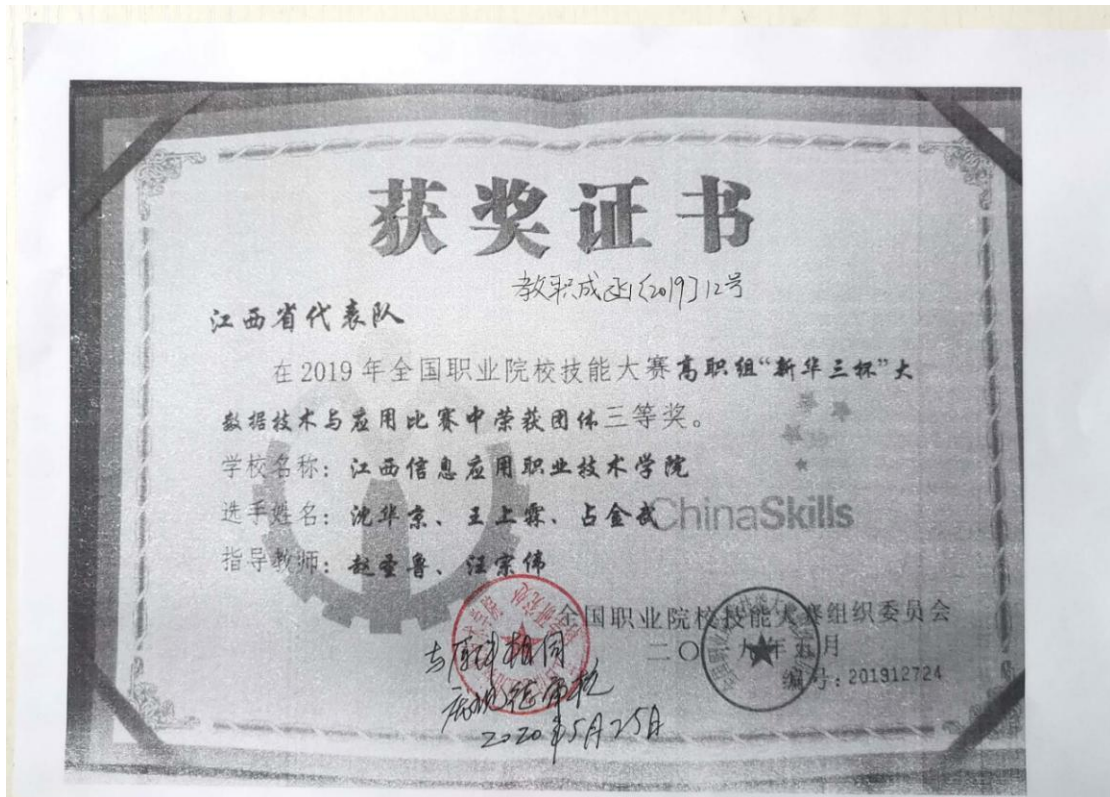 获奖证书
教职成函〔2019〕12号
江西省代表队
在2019年全国职业院校技能大赛高职组“新华三杯”大
数据技术与应用比赛中荣获团体三等奖。
学校名称：江西信息应用职业技术学院
选手姓名：沈华京、王上霖、占金武
ChinaSkills
指导教师：赵圣鲁、汪宗伟
全国职业院校技能大赛组织委员会
二〇一九年五月
编号：201912724
与原件相同
审核
2020年5月25日